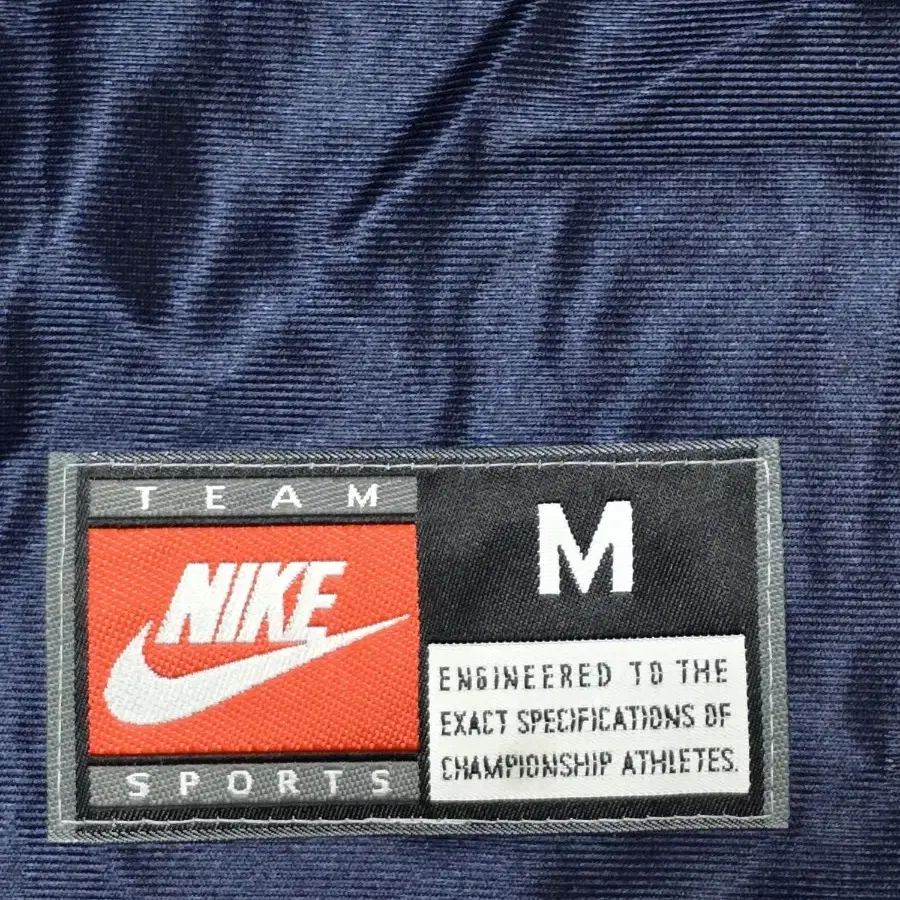 TEAM
NIKE
SPORTS
M
ENGINEERED TO THE
EXACT SPECIFICATIONS OF
CHAMPIONSHIP ATHLETES.